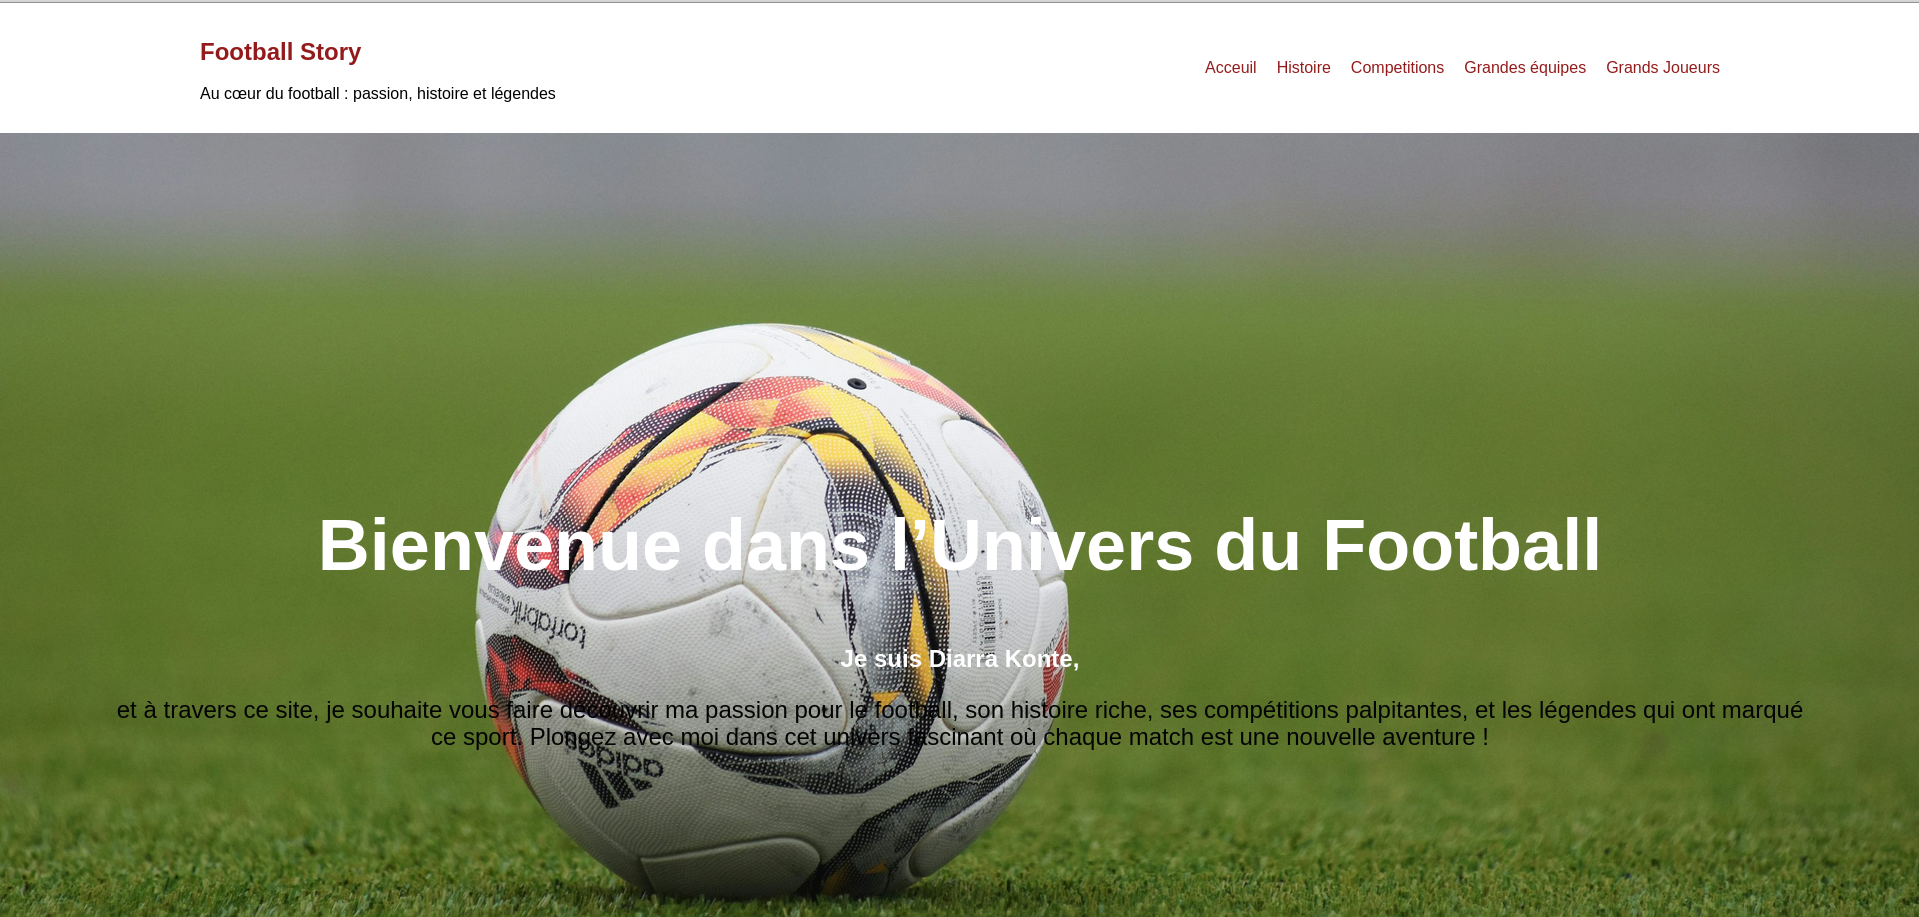 Football Story
Au cœur du football : passion, histoire et légendes
Acceuil Histoire Competitions Grandes équipes Grands Joueurs
Bienvenue dans l’Univers du Football
Je suis Diarra Konte,
et à travers ce site, je souhaite vous faire découvrir ma passion pour le football, son histoire riche, ses compétitions palpitantes, et les légendes qui ont marqué
ce sport. Plongez avec moi dans cet univers fascinant où chaque match est une nouvelle aventure !
torfabrik
adidas